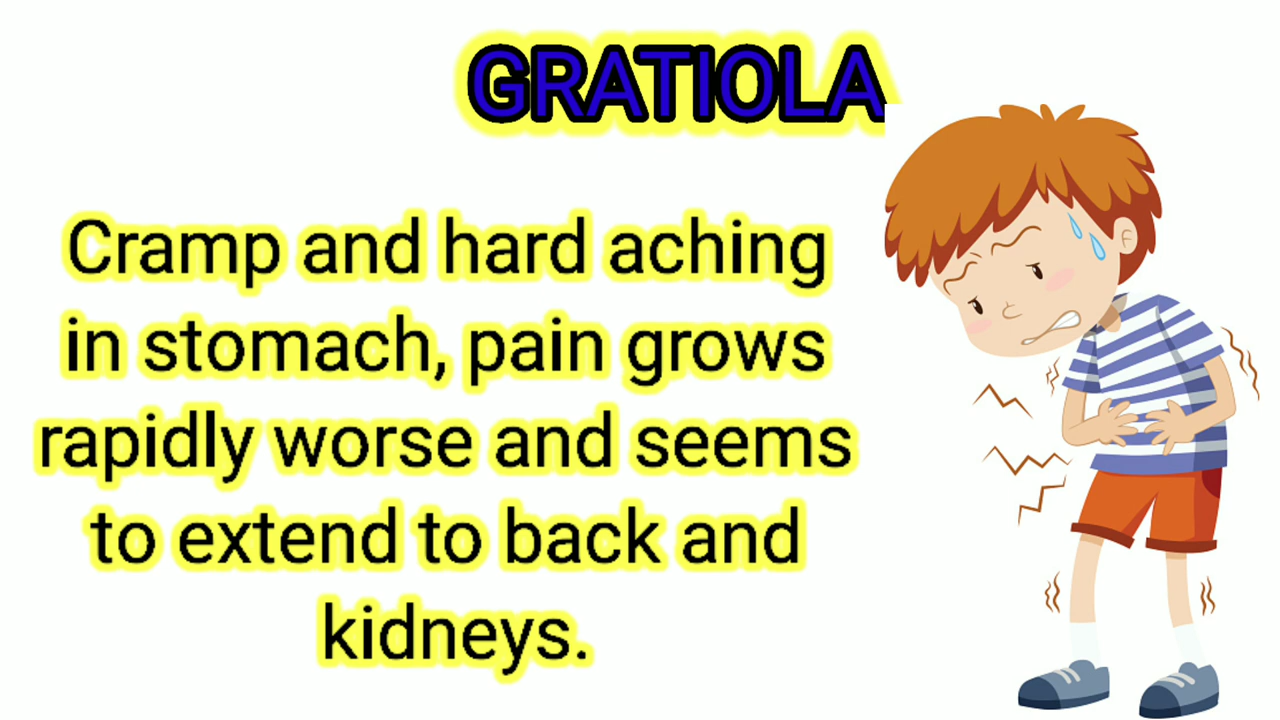 GRATIOLA
Cramp and hard aching
in stomach, pain grows
rapidly worse and seems
to extend to back and
kidneys.